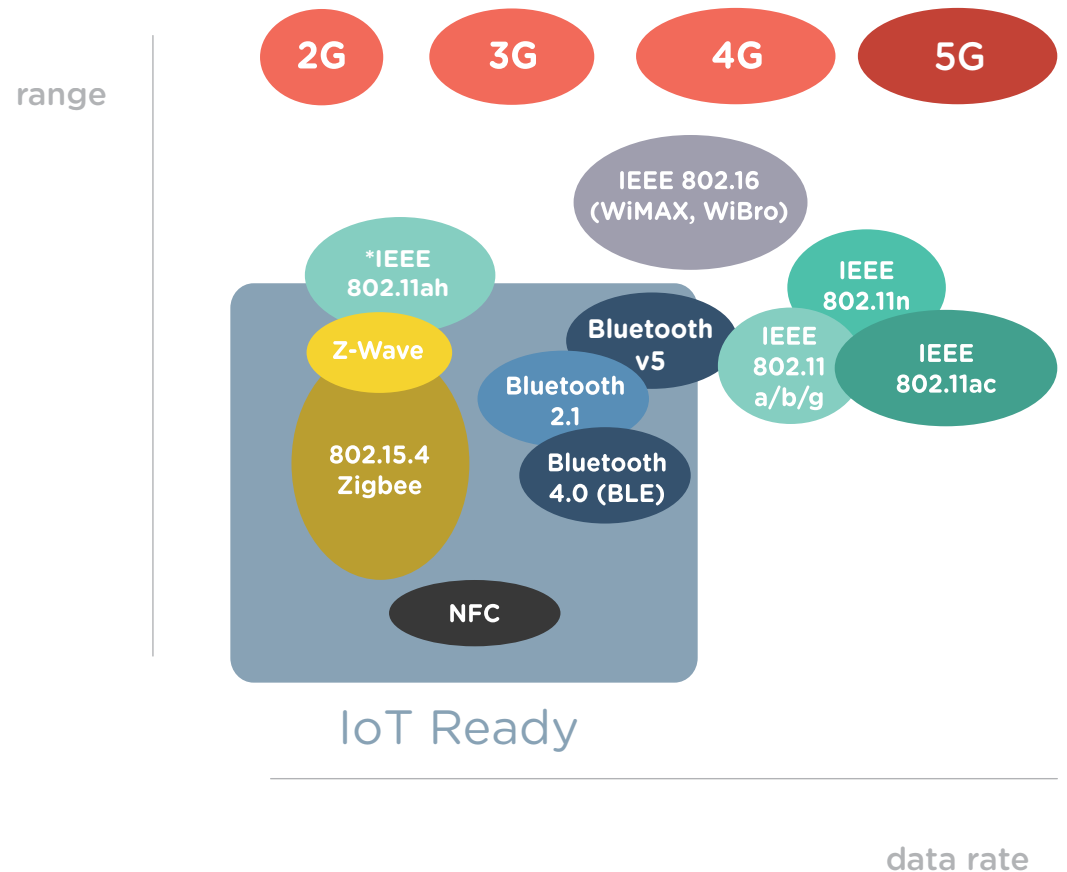 2G
3G
4G
5G
range
IEEE 802.16
(WiMAX, WiBro)
*IEEE
802.11ah
IEEE
802.11n
Bluetooth
v5
IEEE
802.11
a/b/g
IEEE
802.11ac
Z-Wave
Bluetooth
2.1
802.15.4
Zigbee
Bluetooth
4.0 (BLE)
NFC
IoT Ready
data rate